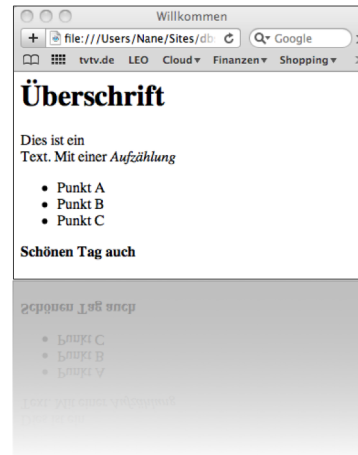 Willkommen
file:///Users/Nane/Sites/db
Google
tvtv.de LEO Cloud Finanzen Shopping
Überschrift
Dies ist ein
Text. Mit einer Aufzählung
• Punkt A
• Punkt B
• Punkt C
Schönen Tag auch